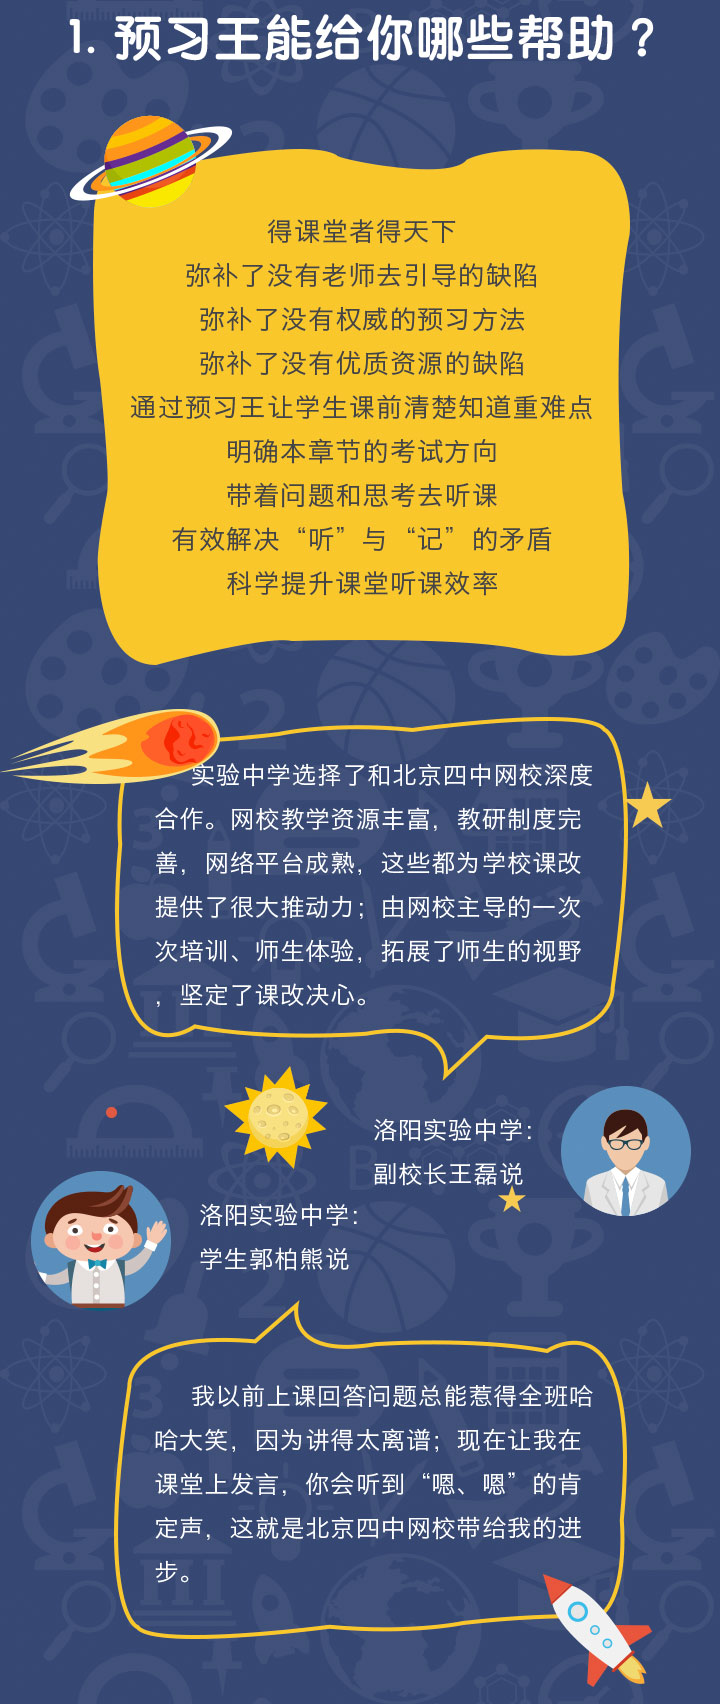 1. 预习王能给你哪些帮助？
得课堂者得天下
弥补了没有老师去引导的缺陷
弥补了没有权威的预习方法
弥补了没有优质资源的缺陷
通过预习王让学生课前清楚知道重难点
明确本章节的考试方向
带着问题和思考去听课
有效解决“听”与“记”的矛盾
科学提升课堂听课效率
实验中学选择了和北京四中网校深度
合作。网校教学资源丰富，教研制度完
善，网络平台成熟，这些都为学校课改
提供了很大推动力；由网校主导的一次
次培训、师生体验，拓展了师生的视野
，坚定了课改决心。
洛阳实验中学：
副校长王磊说
洛阳实验中学：
学生郭柏熊说
我以前上课回答问题总能惹得全班哈
哈大笑，因为讲得太离谱；现在让我在
课堂上发言，你会听到“嗯、嗯”的肯
定声，这就是北京四中网校带给我的进
步。